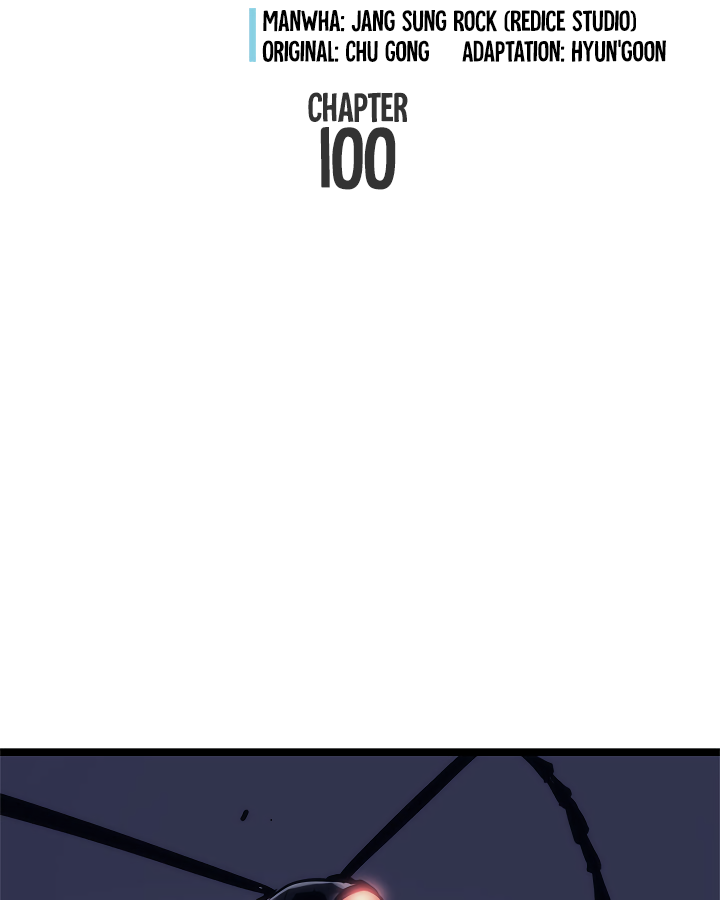 MANWHA: JANG SUNG ROCK (REDICE STUDIO)
ORIGINAL: CHU GONG ADAPTATION: HYUN'GOON
CHAPTER
100